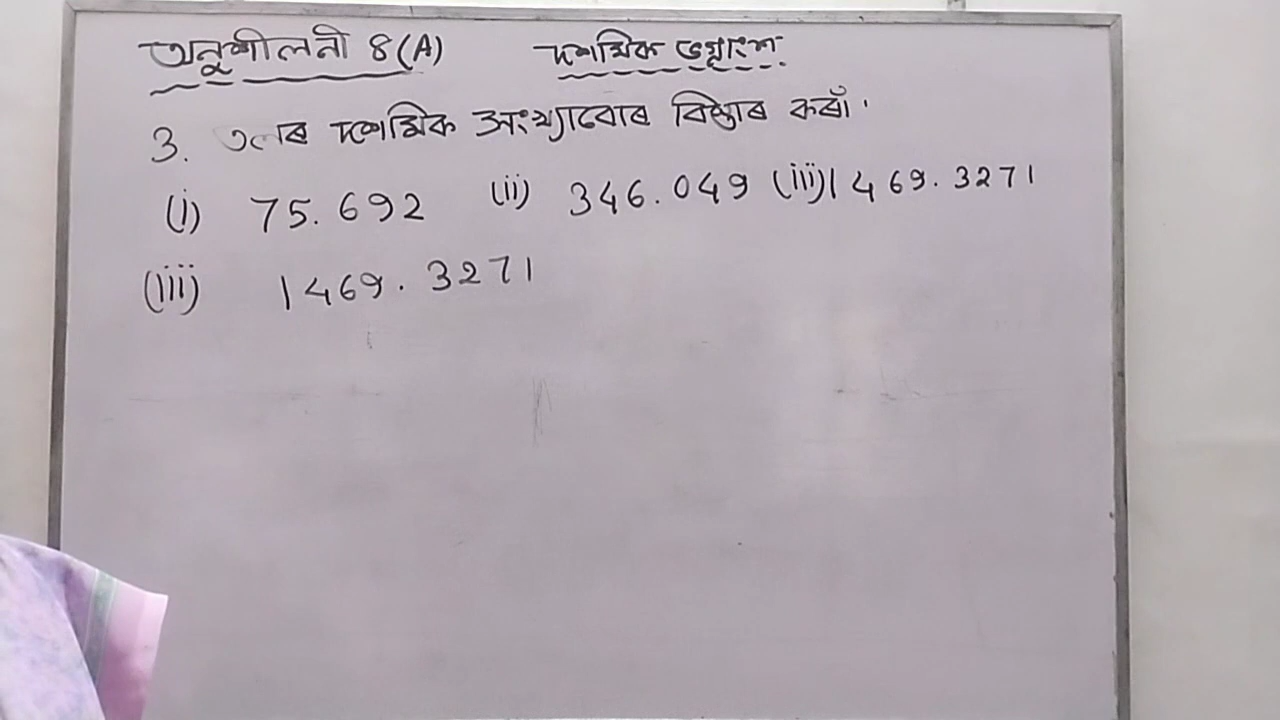 অনুশীলনী ৪(A) দশমিক ভগ্নাংশ
3. তলৰ দশমিক সংখ্যাবোৰ বিস্তাৰ কৰাঁ.
(i) 75.692 (ii) 346.049 (iii) 1469.3271
(iii) 1469.3271